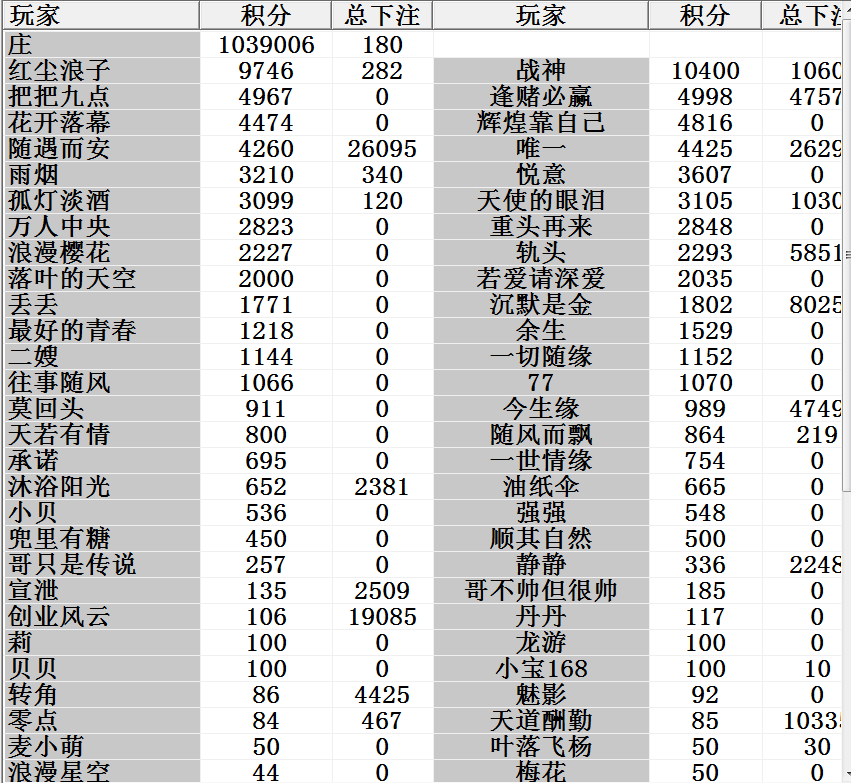 玩家 积分 总下注 玩家 积分 总下注
庄 1039006 180
红尘浪子 9746 282 战神 10400 1060
把把九点 4967 0 逢赌必赢 4998 4757
花开落幕 4474 0 辉煌靠自己 4816 0
随遇而安 4260 26095 唯一 4425 2629
雨烟 3210 340 悦意 3607 0
孤灯淡酒 3099 120 天使的眼泪 3105 1030
万人中央 2823 0 重头再来 2848 0
浪漫樱花 2227 0 轨头 2293 5851
落叶的天空 2000 0 若爱请深爱 2035 0
丢丢 1771 0 沉默是金 1802 8025
最好的青春 1218 0 余生 1529 0
二嫂 1144 0 一切随缘 1152 0
往事随风 1066 0 77 1070 0
莫回头 911 0 今生缘 989 4749
天若有情 800 0 随风而飘 864 219
承诺 695 0 一世情缘 754 0
沐浴阳光 652 2381 油纸伞 665 0
小贝 536 0 强强 548 0
兜里有糖 450 0 顺其自然 500 0
哥只是传说 257 0 静静 336 2248
宣泄 135 2509 哥不帅但很帅 185 0
创业风云 106 19085 丹丹 117 0
莉 100 0 龙游 100 0
贝贝 100 0 小宝168 100 10
转角 86 4425 魅影 92 0
零点 84 467 天道酬勤 85 1033
麦小萌 50 0 叶落飞杨 50 30
浪漫星空 44 0 梅花 50 0